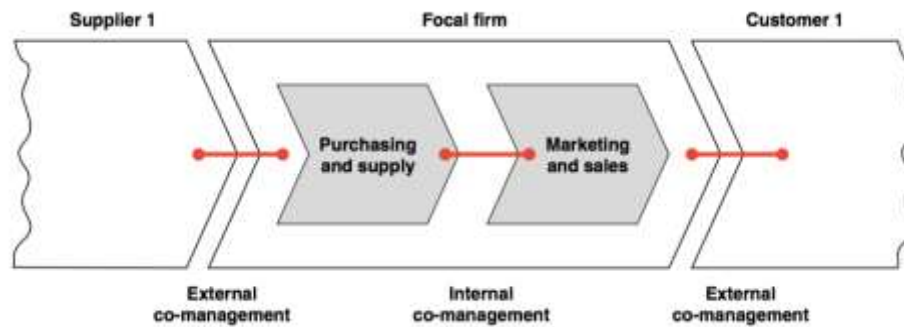 Supplier 1
Focal firm
Customer 1
Purchasing
and supply
Marketing
and sales
External
co-management
Internal
co-management
External
co-management